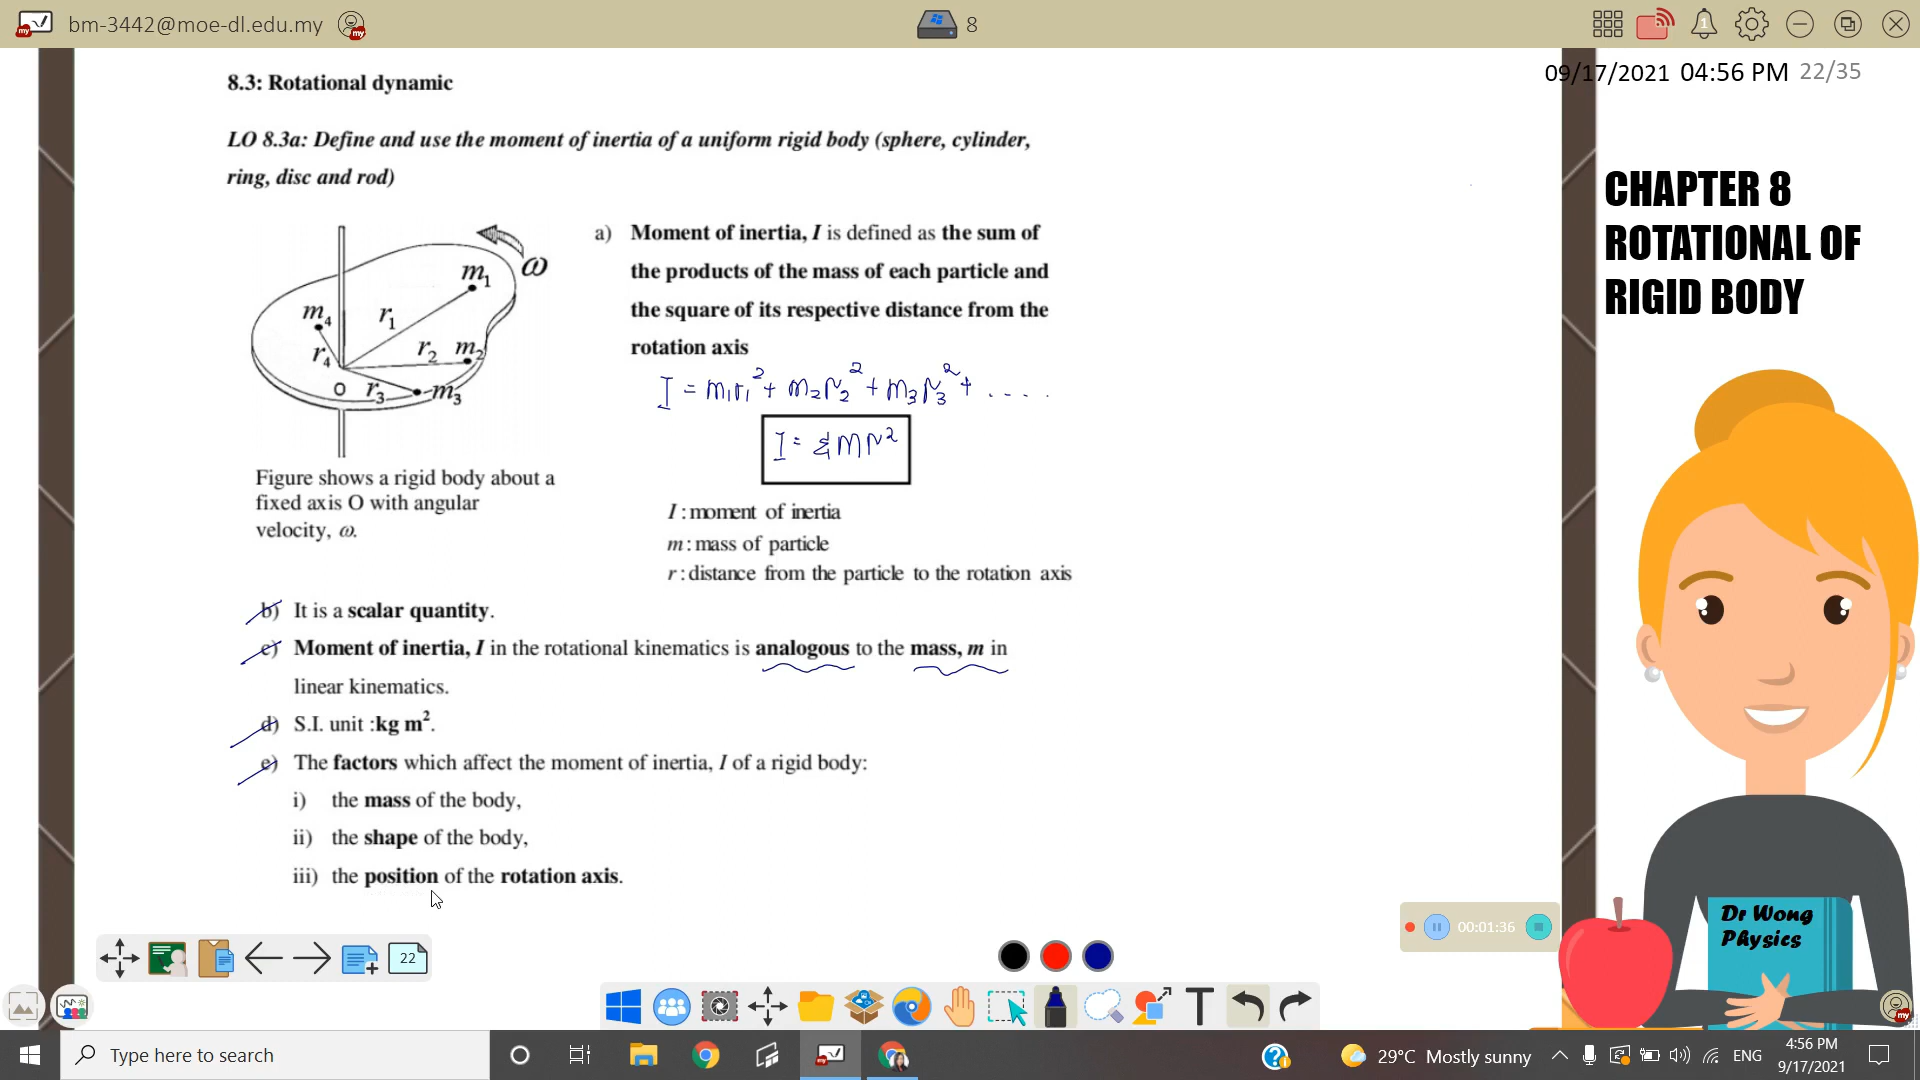 bm-3442@moe-dl.edu.my
8
1
09/17/2021 04:56 PM 22/35
8.3: Rotational dynamic
LO 8.3a: Define and use the moment of inertia of a uniform rigid body (sphere, cylinder,
ring, disc and rod)
CHAPTER 8
ROTATIONAL OF
RIGID BODY
m₁
ω
m₄
r₁
r₄
r₂ m₂
O r₃ m₃
Figure shows a rigid body about a
fixed axis O with angular
velocity, ω.
a) Moment of inertia, I is defined as the sum of
the products of the mass of each particle and
the square of its respective distance from the
rotation axis
I = m₁r₁² + m₂r₂² + m₃r₃² + ....
I = Σmr²
I : moment of inertia
m : mass of particle
r : distance from the particle to the rotation axis
b) It is a scalar quantity.
c) Moment of inertia, I in the rotational kinematics is analogous to the mass, m in
linear kinematics.
d) S.I. unit :kg m².
e) The factors which affect the moment of inertia, I of a rigid body:
i) the mass of the body,
ii) the shape of the body,
iii) the position of the rotation axis.
Dr Wong
Physics
00:01:36
22
T
Type here to search
29°C Mostly sunny
ENG
4:56 PM
9/17/2021